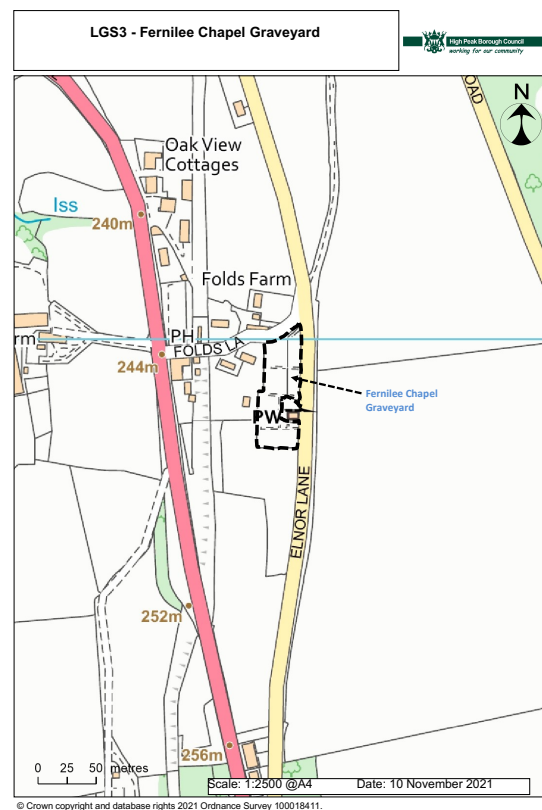 LGS3 - Fernilee Chapel Graveyard
High Peak Borough Council
working for our community
OAD
N
Oak View
Cottages
Iss
240m
Folds Farm
rm
PH
FOLDS LA
244m
Fernilee Chapel
Graveyard
PW
ELNOR LANE
252m
256m
0 25 50 metres
Scale: 1:2500 @A4 Date: 10 November 2021
© Crown copyright and database rights 2021 Ordnance Survey 100018411.